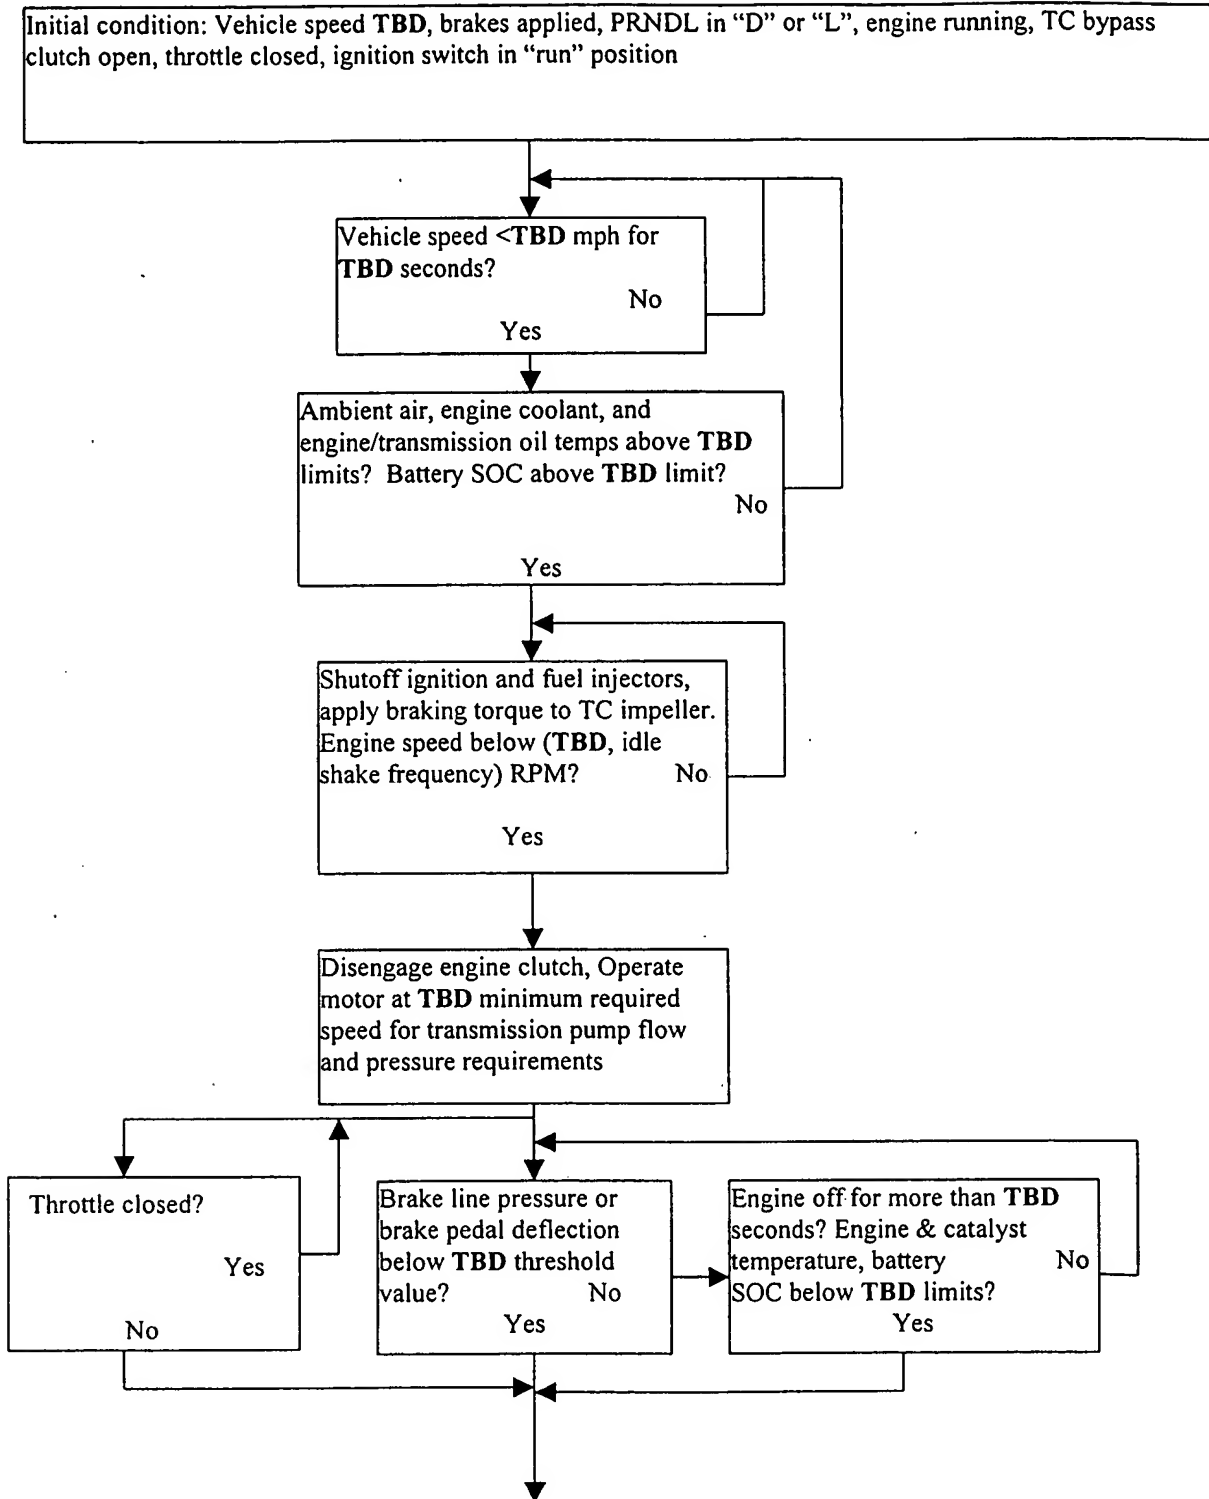 Initial condition: Vehicle speed TBD, brakes applied, PRNDL in “D” or “L”, engine running, TC bypass
clutch open, throttle closed, ignition switch in “run” position
Vehicle speed <TBD mph for
TBD seconds?
No
Yes
Ambient air, engine coolant, and
engine/transmission oil temps above TBD
limits? Battery SOC above TBD limit?
No
Yes
Shutoff ignition and fuel injectors,
apply braking torque to TC impeller.
Engine speed below (TBD, idle
shake frequency) RPM? No
Yes
Disengage engine clutch, Operate
motor at TBD minimum required
speed for transmission pump flow
and pressure requirements
Throttle closed?
Yes
No
Brake line pressure or
brake pedal deflection
below TBD threshold
value? No
Yes
Engine off for more than TBD
seconds? Engine & catalyst
temperature, battery No
SOC below TBD limits?
Yes